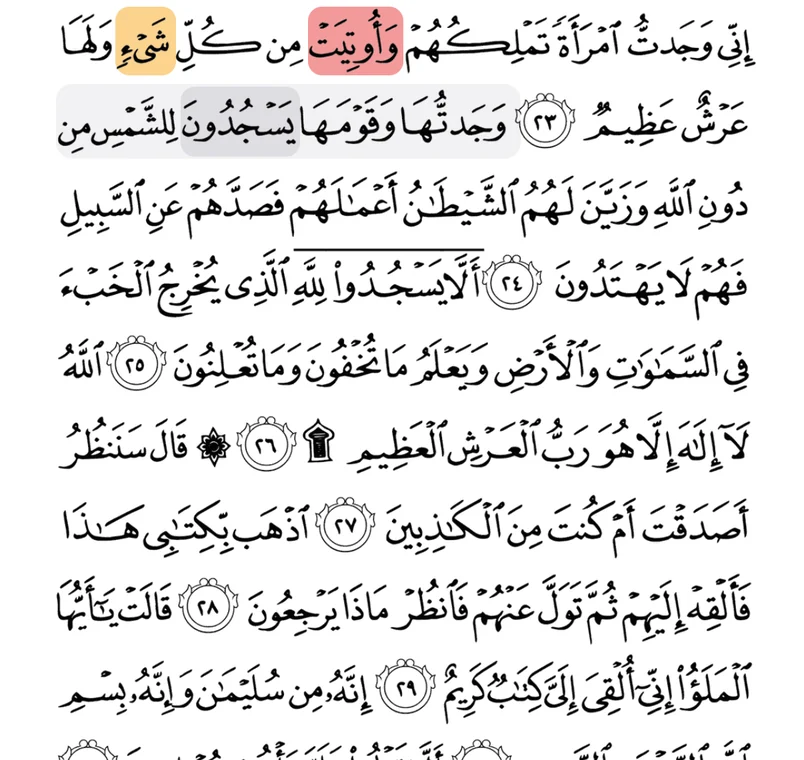 إِنِّى وَجَدتُّ ٱمْرَأَةً تَمْلِكُهُمْ وَأُوتِيَتْ مِن كُلِّ شَىْءٍ وَلَهَا
عَرْشٌ عَظِيمٌ ٢٣ وَجَدتُّهَا وَقَوْمَهَا يَسْجُدُونَ لِلشَّمْسِ مِن
دُونِ ٱللَّهِ وَزَيَّنَ لَهُمُ ٱلشَّيْطَٰنُ أَعْمَٰلَهُمْ فَصَدَّهُمْ عَنِ ٱلسَّبِيلِ
فَهُمْ لَا يَهْتَدُونَ ٢٤ أَلَّا يَسْجُدُوا۟ لِلَّهِ ٱلَّذِى يُخْرِجُ ٱلْخَبْءَ
فِى ٱلسَّمَٰوَٰتِ وَٱلْأَرْضِ وَيَعْلَمُ مَا تُخْفُونَ وَمَا تُعْلِنُونَ ٢٥ ٱللَّهُ
لَآ إِلَٰهَ إِلَّا هُوَ رَبُّ ٱلْعَرْشِ ٱلْعَظِيمِ ۩ ٢٦ ۞ قَالَ سَنَنظُرُ
أَصَدَقْتَ أَمْ كُنتَ مِنَ ٱلْكَٰذِبِينَ ٢٧ ٱذْهَب بِّكِتَٰبِى هَٰذَا
فَأَلْقِهْ إِلَيْهِمْ ثُمَّ تَوَلَّ عَنْهُمْ فَٱنظُرْ مَاذَا يَرْجِعُونَ ٢٨ قَالَتْ يَٰٓأَيُّهَا
ٱلْمَلَؤُا۟ إِنِّىٓ أُلْقِىَ إِلَىَّ كِتَٰبٌ كَرِيمٌ ٢٩ إِنَّهُۥ مِن سُلَيْمَٰنَ وَإِنَّهُۥ بِسْمِ